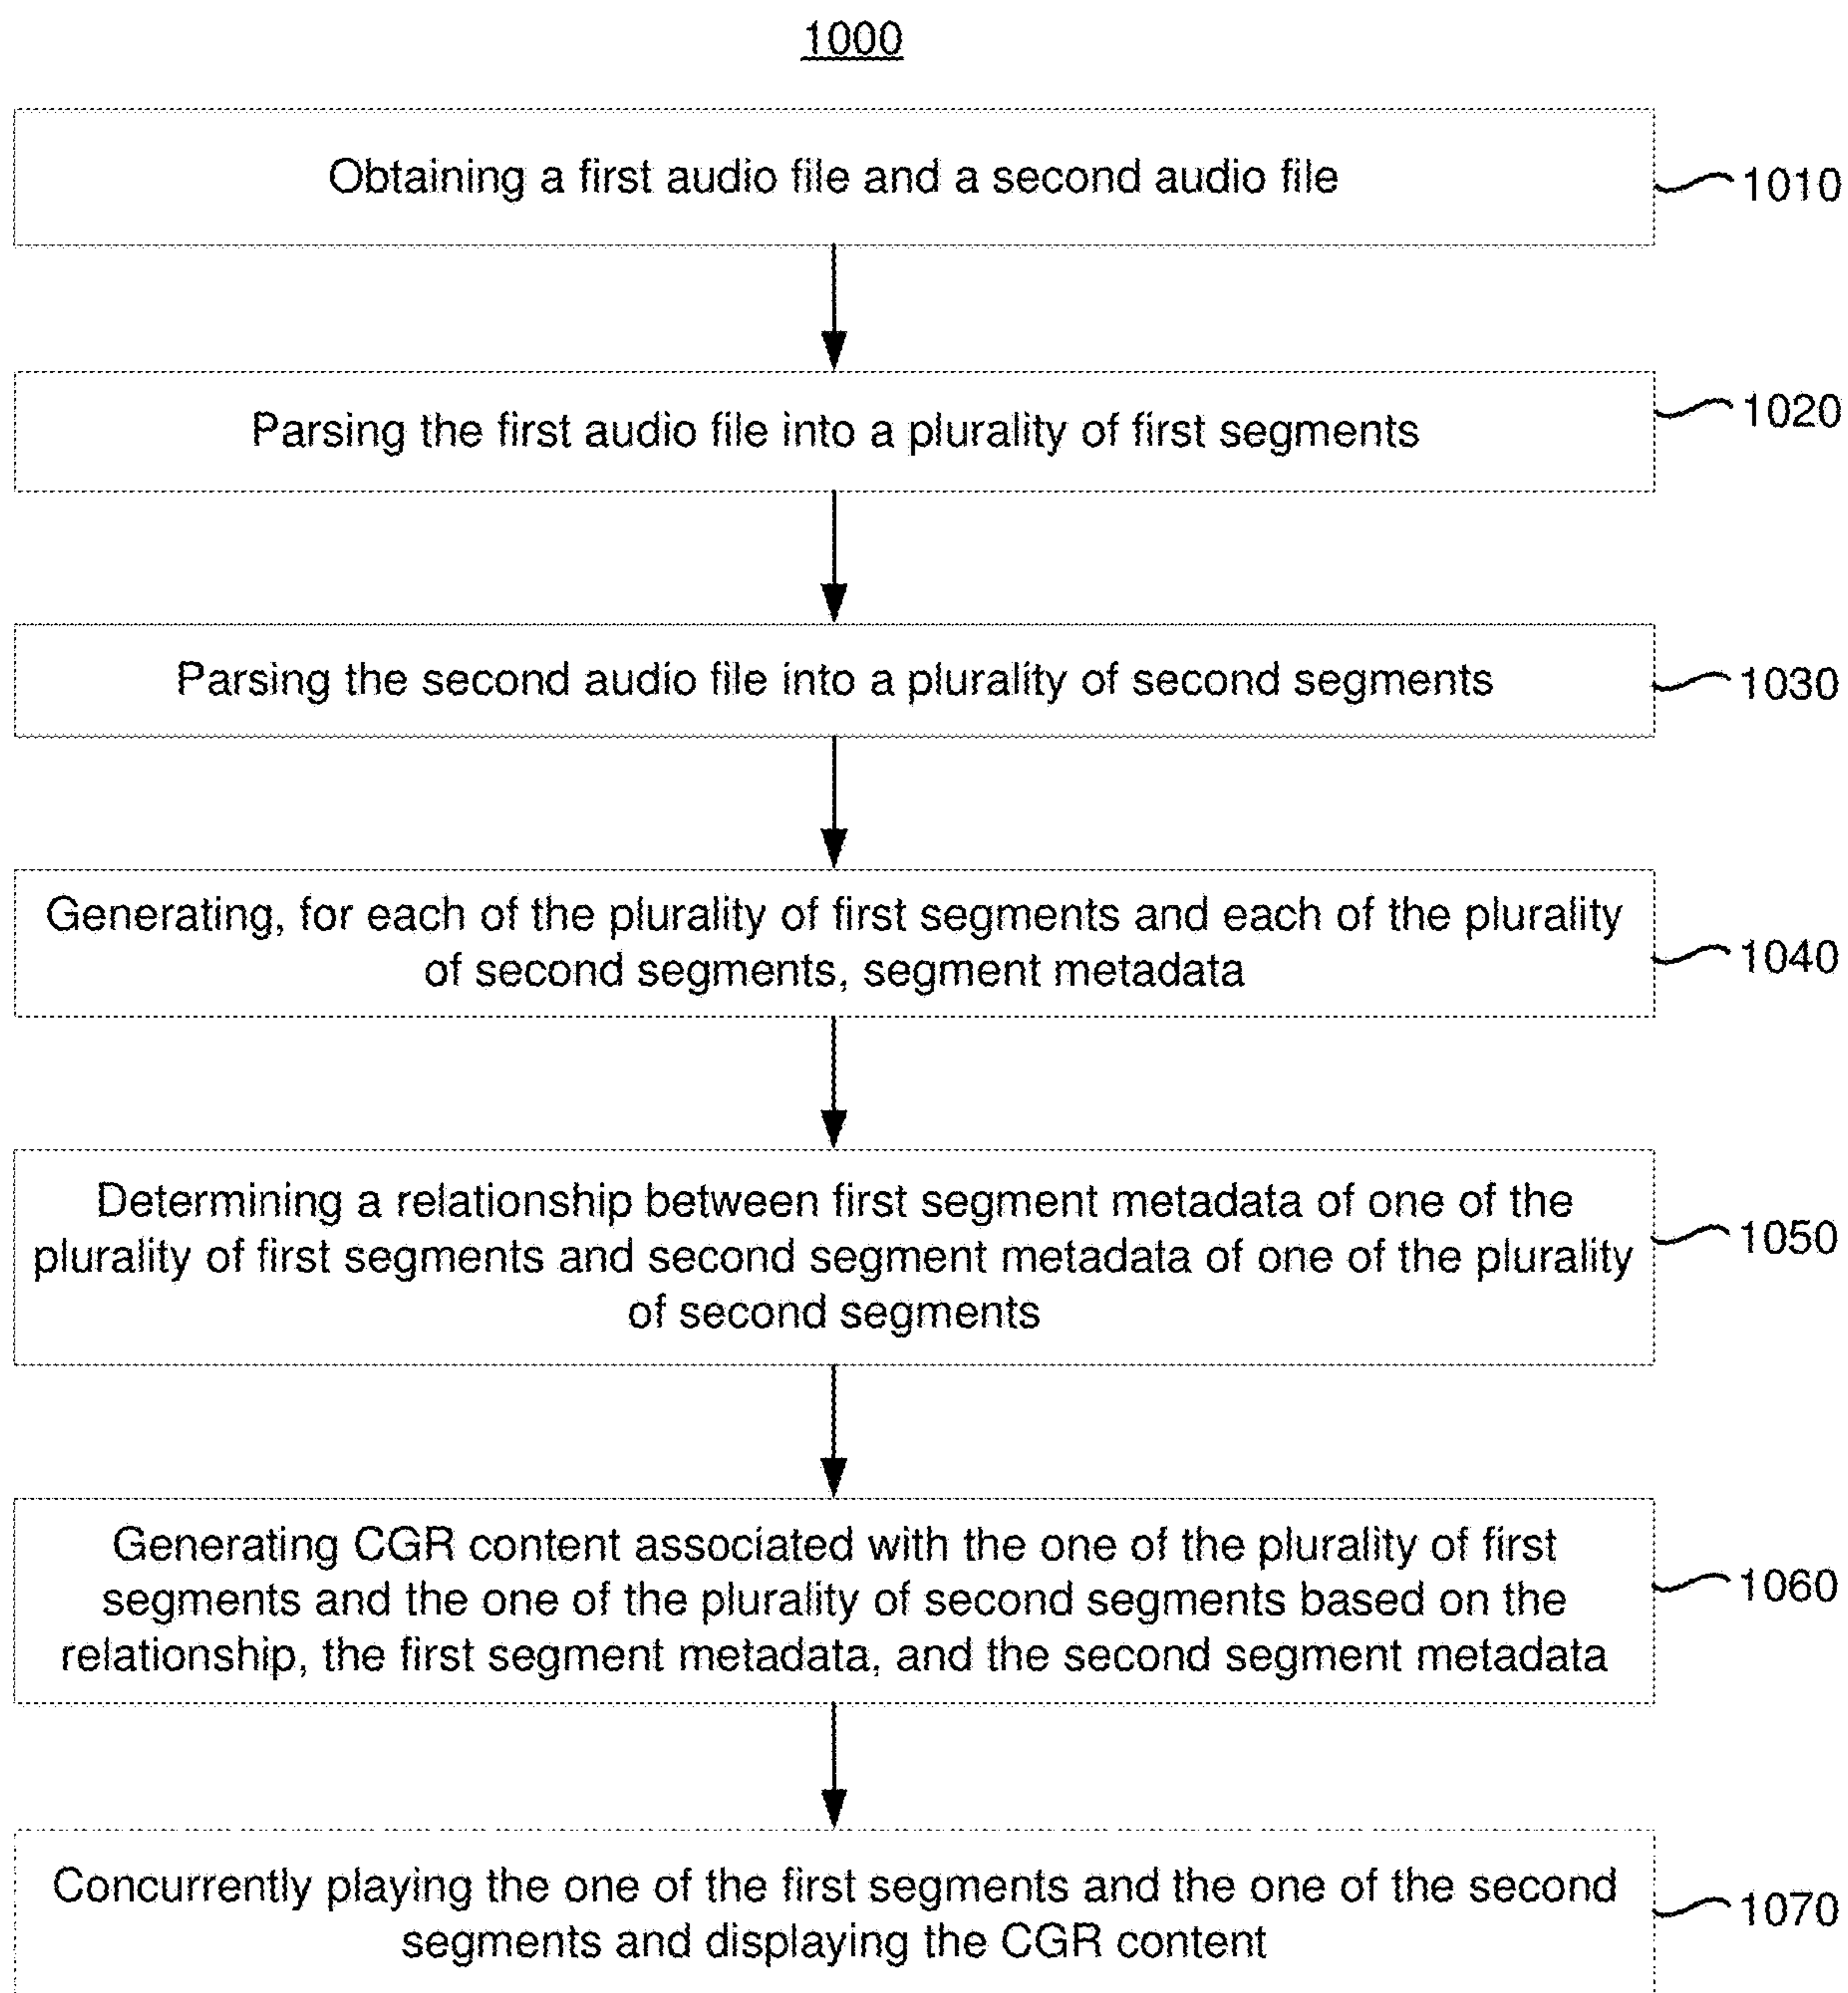 1000
Obtaining a first audio file and a second audio file
1010
Parsing the first audio file into a plurality of first segments
1020
Parsing the second audio file into a plurality of second segments
1030
Generating, for each of the plurality of first segments and each of the plurality
of second segments, segment metadata
1040
Determining a relationship between first segment metadata of one of the
plurality of first segments and second segment metadata of one of the plurality
of second segments
1050
Generating CGR content associated with the one of the plurality of first
segments and the one of the plurality of second segments based on the
relationship, the first segment metadata, and the second segment metadata
1060
Concurrently playing the one of the first segments and the one of the second
segments and displaying the CGR content
1070